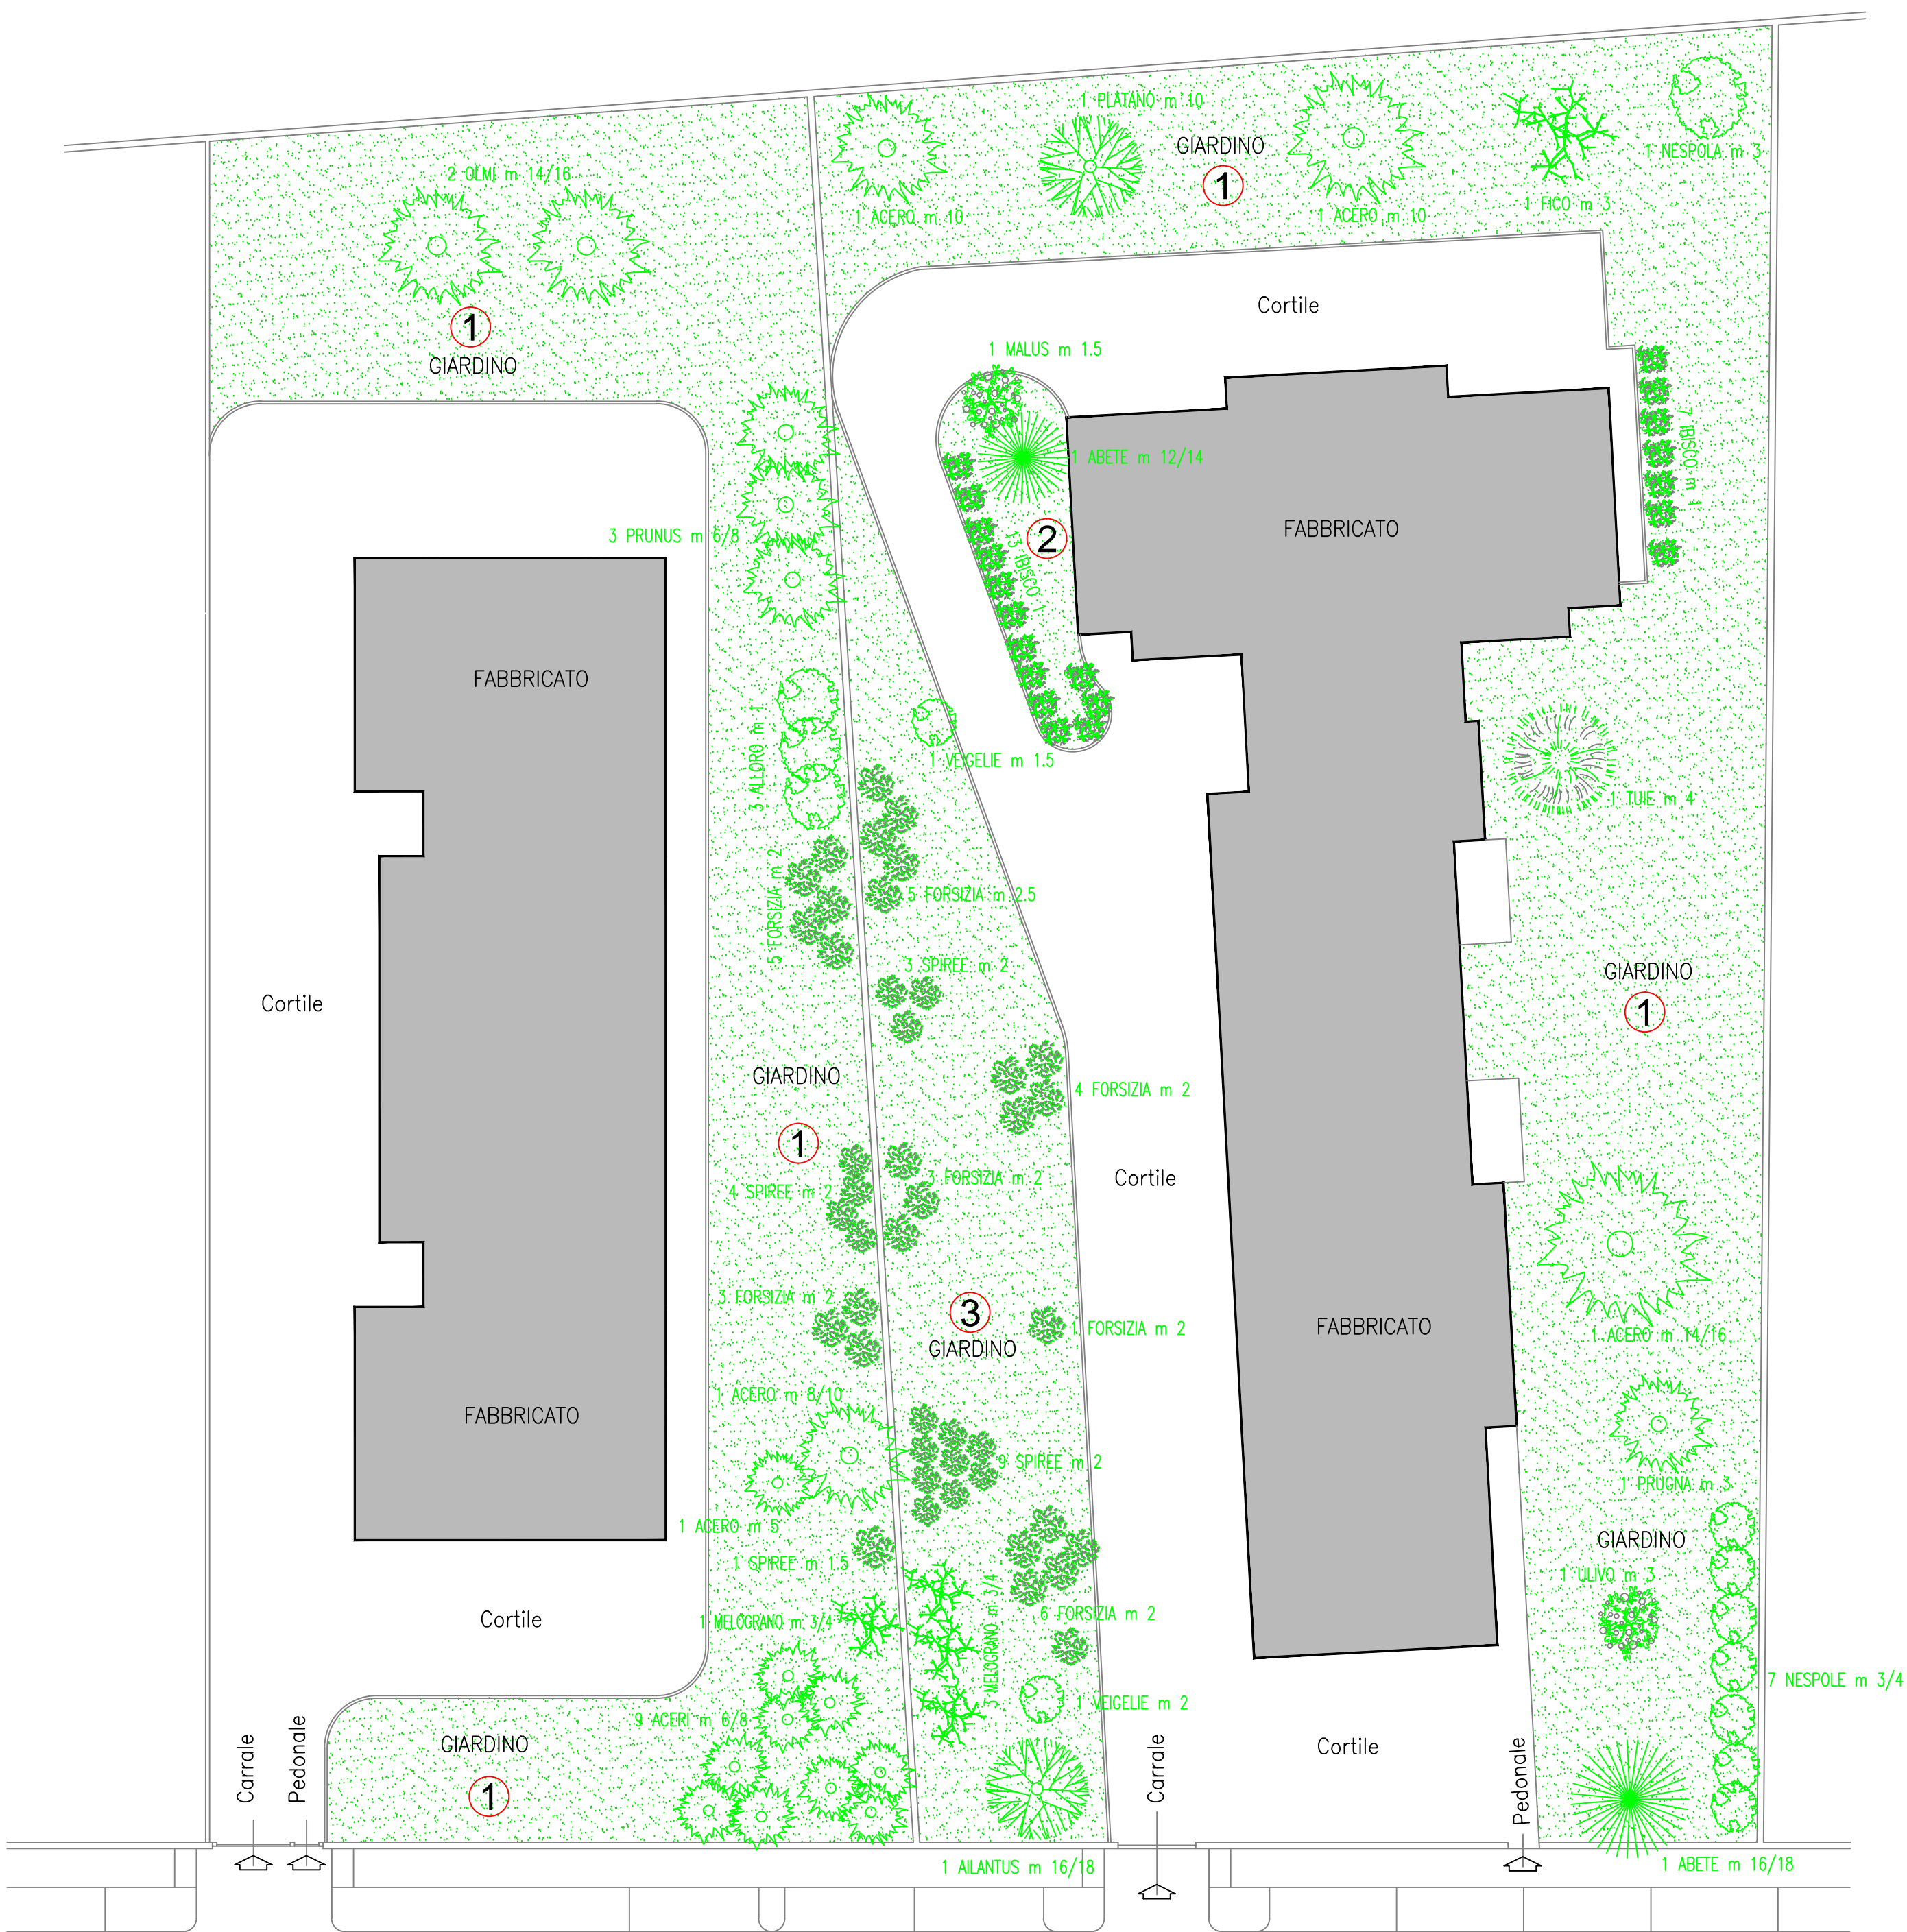 1 PLATANO m 10
GIARDINO
1
1 NESPOLA m 3
2 OLMI m 14/16
1 ACERO m 10
1 ACERO m 10
1 FICO m 3
1
GIARDINO
Cortile
1 MALUS m 1.5
1 ABETE m 12/14
7 IBISCO m 1
3 PRUNUS m 6/8
2
13 IBISCO 1
FABBRICATO
FABBRICATO
3 ALLORO m 1
1 VEIGELIE m 1.5
1 TUIE m 4
5 FORSIZIA m 2
5 FORSIZIA m 2.5
3 SPIREE m 2
GIARDINO
1
Cortile
GIARDINO
1
4 FORSIZIA m 2
4 SPIREE m 2
3 FORSIZIA m 2
Cortile
3 FORSIZIA m 2
3
GIARDINO
1 FORSIZIA m 2
FABBRICATO
1 ACERO m 14/16
1 ACERO m 8/10
FABBRICATO
9 SPIREE m 2
1 PRUGNA m 3
1 ACERO m 5
GIARDINO
1 SPIREE m 1.5
1 ULIVO m 3
Cortile
1 MELOGRANO m 3/4
3 MELOGRANO m 3/4
6 FORSIZIA m 2
7 NESPOLE m 3/4
1 VEIGELIE m 2
9 ACERI m 6/8
GIARDINO
1
Cortile
Carrale
Pedonale
Carrale
Pedonale
1 AILANTUS m 16/18
1 ABETE m 16/18